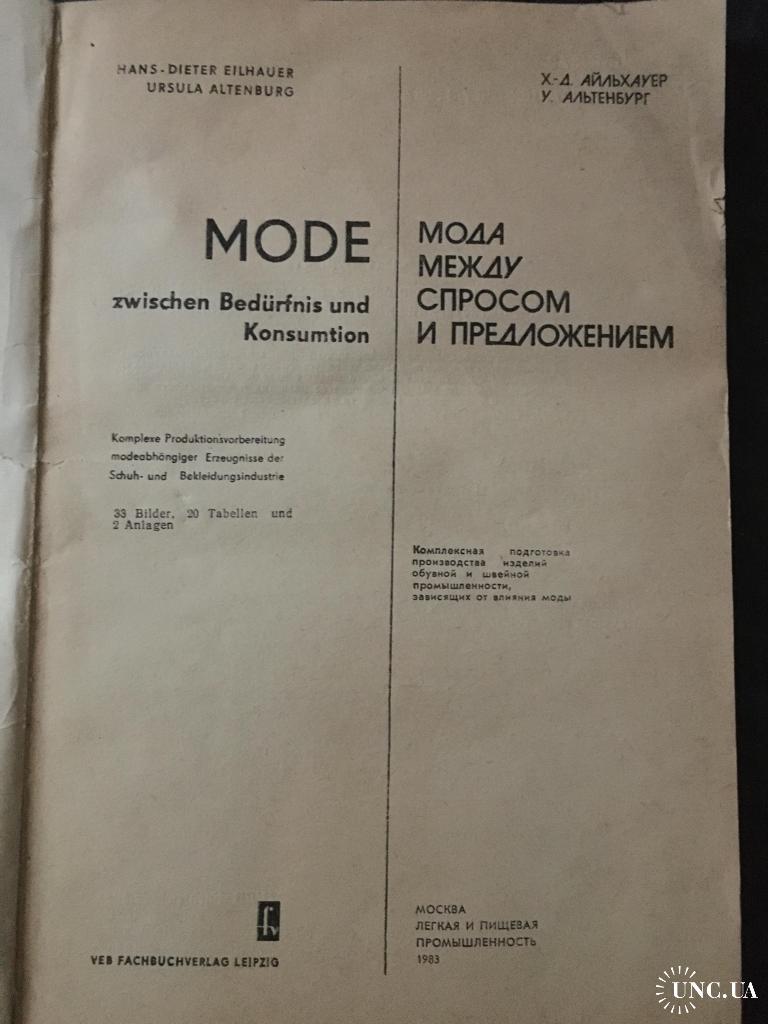 HANS-DIETER EILHAUER
URSULA ALTENBURG
MODE
zwischen Bedürfnis und
Konsumtion
Komplexe Produktionsvorbereitung
modeabhängiger Erzeugnisse der
Schuh- und Bekleidungsindustrie
33 Bilder, 20 Tabellen und
2 Anlagen
fv
VEB FACHBUCHVERLAG LEIPZIG
Х.-Д. АЙЛЬХАУЕР
У. АЛЬТЕНБУРГ
МОДА
МЕЖДУ
СПРОСОМ
И ПРЕДЛОЖЕНИЕМ
Комплексная подготовка
производства изделий
обувной и швейной
промышленности,
зависящих от влияния моды
МОСКВА
ЛЕГКАЯ И ПИЩЕВАЯ
ПРОМЫШЛЕННОСТЬ
1983
UNC.UA